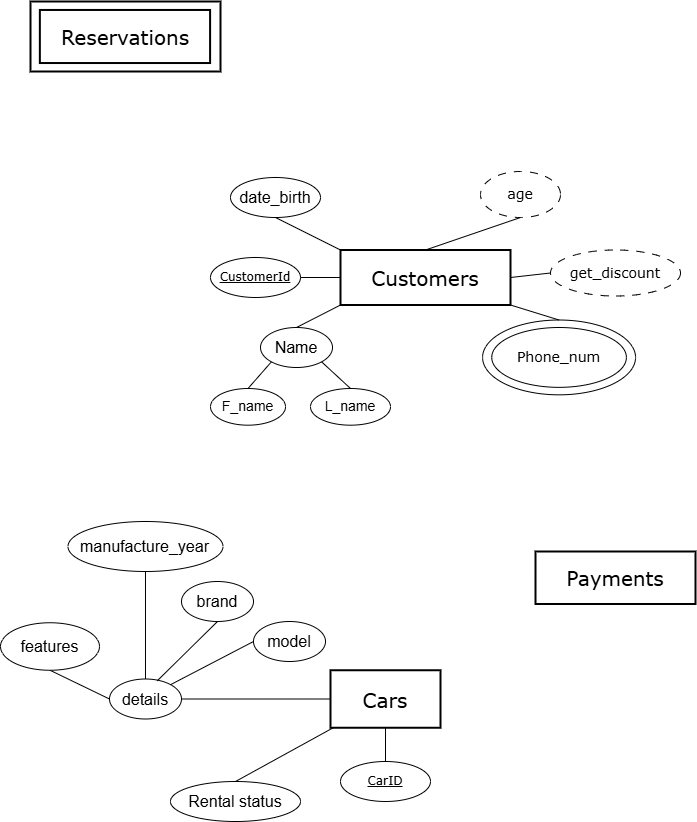 Reservations
date_birth
age
CustomerId
Customers
get_discount
Name
Phone_num
F_name
L_name
manufacture_year
Payments
brand
features
model
details
Cars
Rental status
CarID